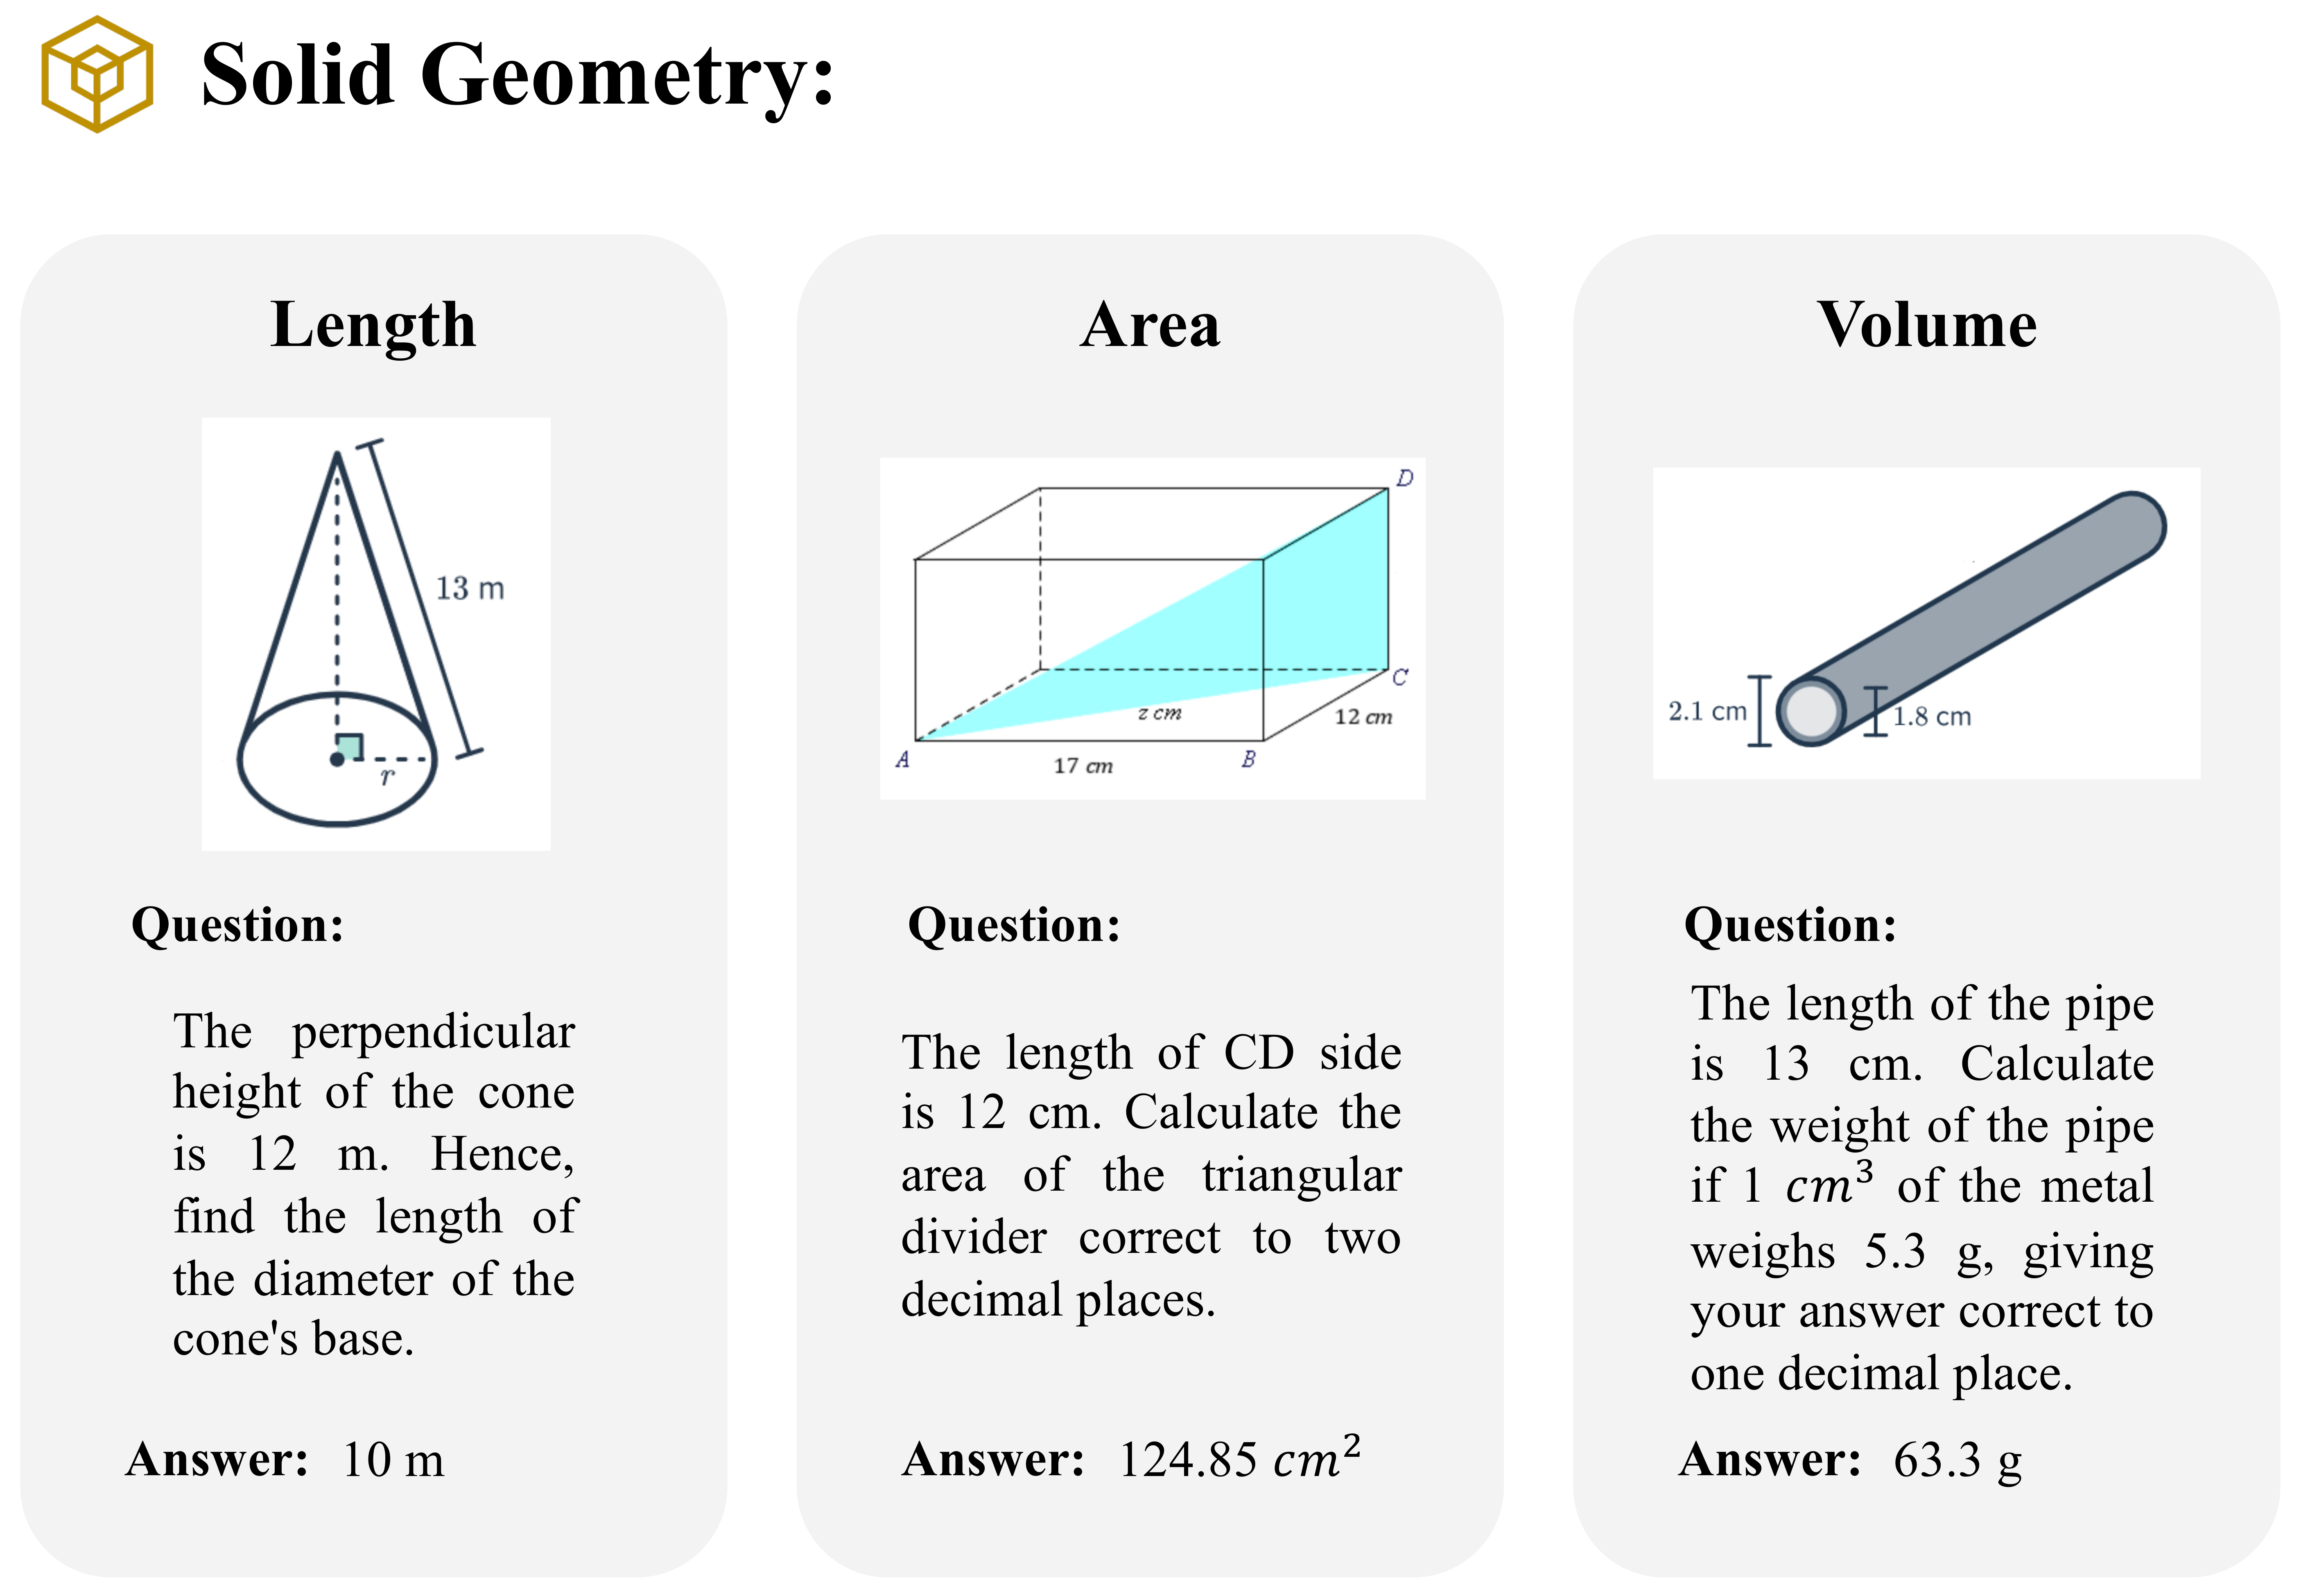 Solid Geometry:
Length
13 m
r
Question:
The perpendicular
height of the cone
is 12 m. Hence,
find the length of
the diameter of the
cone's base.
Answer: 10 m
Area
D
C
z cm
12 cm
A
B
17 cm
Question:
The length of CD side
is 12 cm. Calculate the
area of the triangular
divider correct to two
decimal places.
Answer: 124.85 cm²
Volume
2.1 cm
1.8 cm
Question:
The length of the pipe
is 13 cm. Calculate
the weight of the pipe
if 1 cm³ of the metal
weighs 5.3 g, giving
your answer correct to
one decimal place.
Answer: 63.3 g